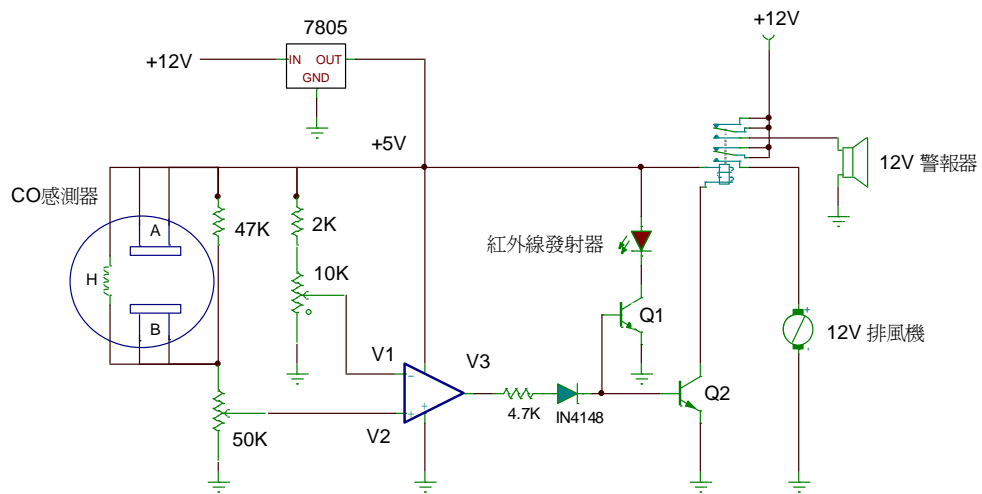 7805
+12V
IN OUT
GND
+12V
+5V
12V 警報器
CO感測器
A
47K
2K
紅外線發射器
H
10K
B
Q1
12V 排風機
V1
V3
Q2
4.7K
IN4148
50K
V2